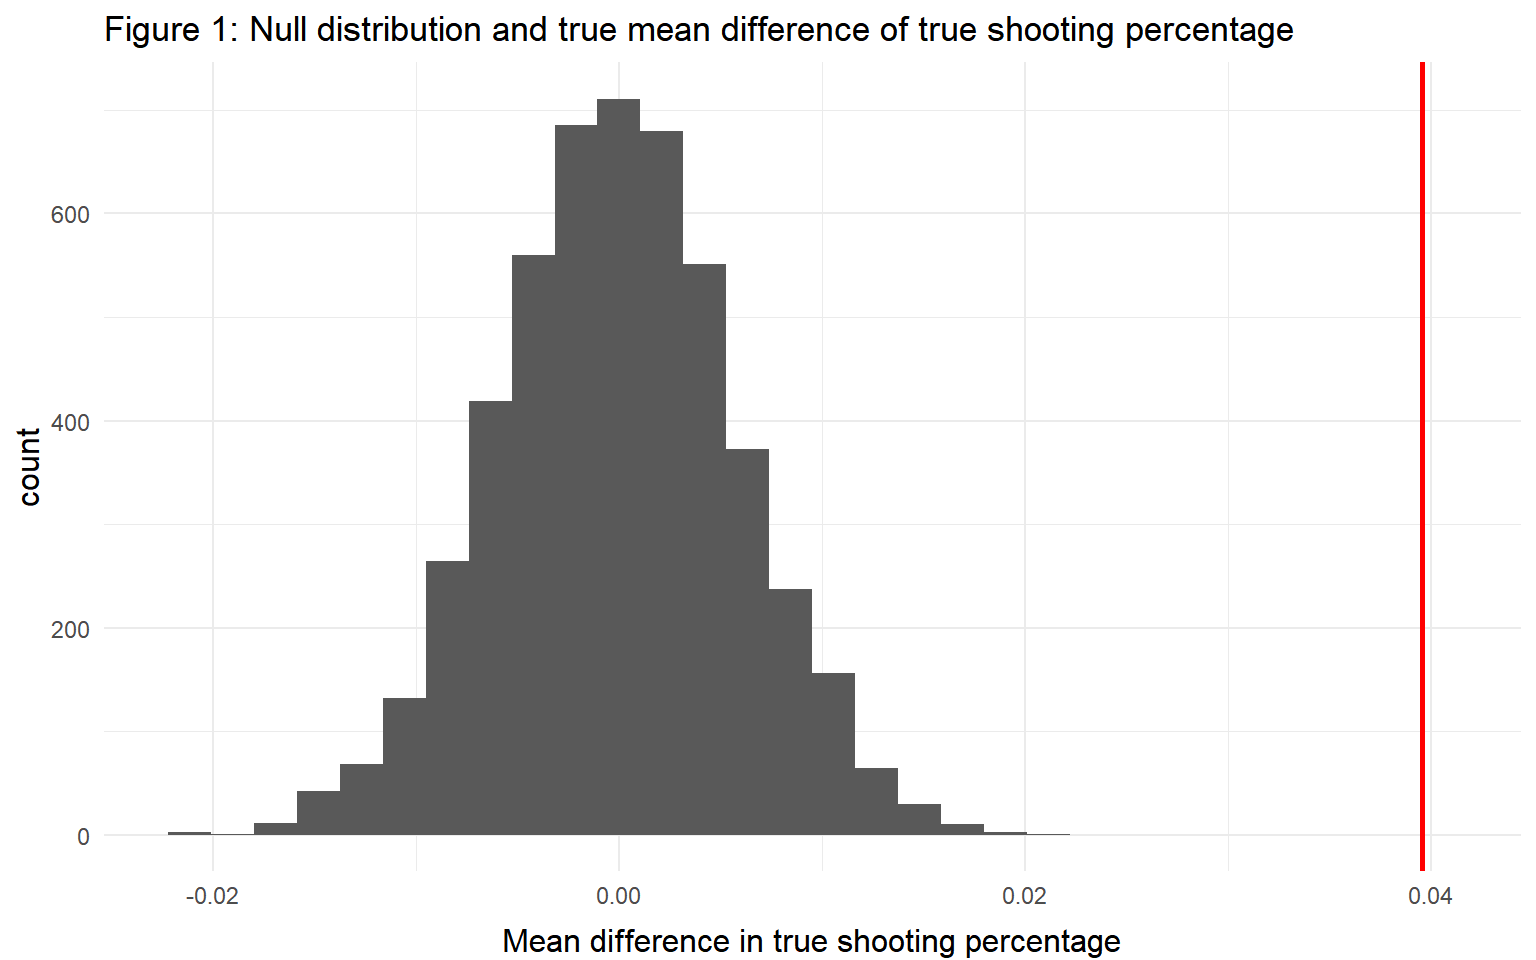 Figure 1: Null distribution and true mean difference of true shooting percentage
600
400
200
0
count
-0.02
0.00
0.02
0.04
Mean difference in true shooting percentage